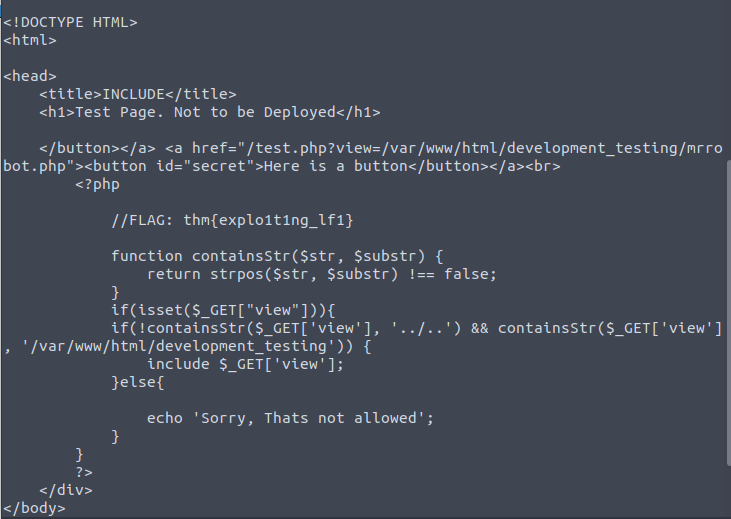 <!DOCTYPE HTML>
<html>

<head>
    <title>INCLUDE</title>
    <h1>Test Page. Not to be Deployed</h1>

    </button></a> <a href="/test.php?view=/var/www/html/development_testing/mrro
bot.php"><button id="secret">Here is a button</button></a><br>
        <?php

            //FLAG: thm{explo1t1ng_lf1}

            function containsStr($str, $substr) {
                return strpos($str, $substr) !== false;
            }
            if(isset($_GET["view"])){
            if(!containsStr($_GET['view'], '../..') && containsStr($_GET['view']
, '/var/www/html/development_testing')) {
                include $_GET['view'];
            }else{

                echo 'Sorry, Thats not allowed';
            }
        }
        ?>
    </div>
</body>